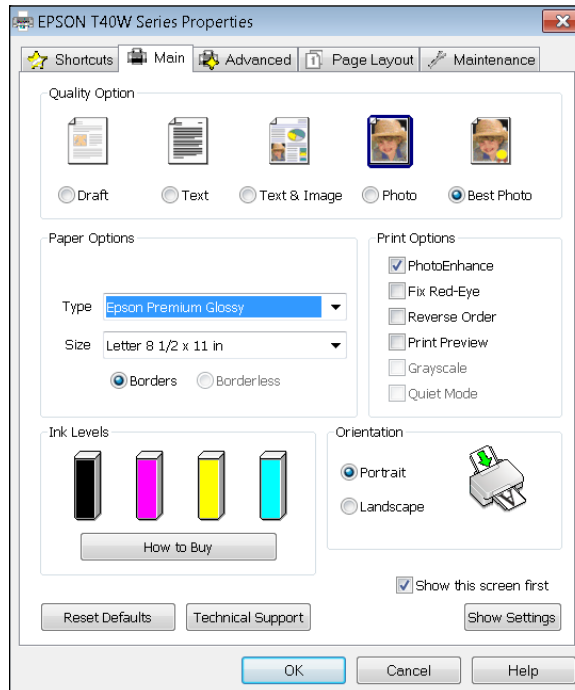 EPSON T40W Series Properties
Shortcuts Main Advanced 1 Page Layout Maintenance
Quality Option
Draft Text Text & Image Photo Best Photo
Paper Options
Type Epson Premium Glossy
Size Letter 8 1/2 x 11 in
Borders Borderless
Print Options
PhotoEnhance
Fix Red-Eye
Reverse Order
Print Preview
Grayscale
Quiet Mode
Ink Levels
How to Buy
Orientation
Portrait
Landscape
Show this screen first
Reset Defaults Technical Support Show Settings
OK Cancel Help